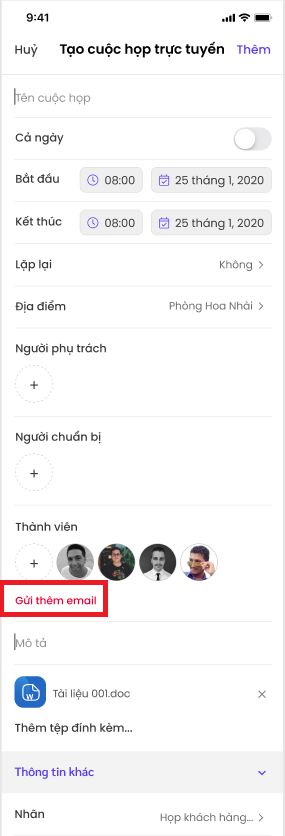 9:41
Huỷ Tạo cuộc họp trực tuyến Thêm
Tên cuộc họp
Cả ngày
Bắt đầu 08:00 25 tháng 1, 2020
Kết thúc 08:00 25 tháng 1, 2020
Lặp lại Không
Địa điểm Phòng Hoa Nhài
Người phụ trách
Người chuẩn bị
Thành viên
Gửi thêm email
Mô tả
W Tài liệu 001.doc
Thêm tệp đính kèm...
Thông tin khác
Nhãn Họp khách hàng...